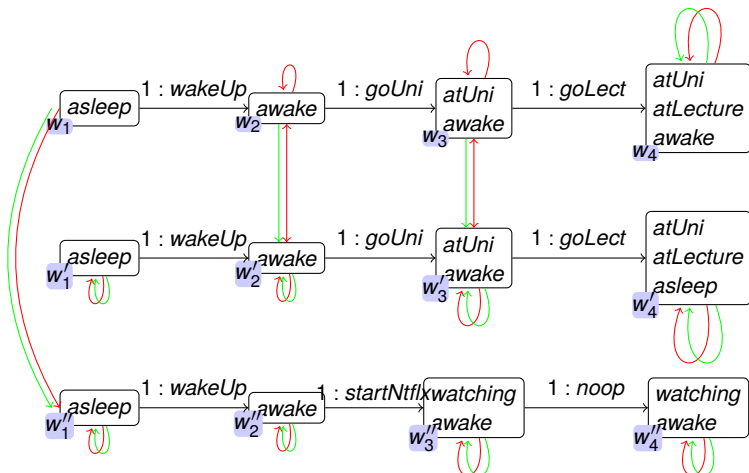 1 : wakeUp 1 : goUni 1 : goLect
asleep awake atUni atUni
awake atLecture
awake
w₁ w₂ w₃ w₄
1 : wakeUp 1 : goUni 1 : goLect
asleep awake atUni atUni
awake atLecture
asleep
w′₁ w′₂ w′₃ w′₄
1 : wakeUp 1 : startNtflx 1 : noop
asleep awake watching watching
awake awake
w″₁ w″₂ w″₃ w″₄